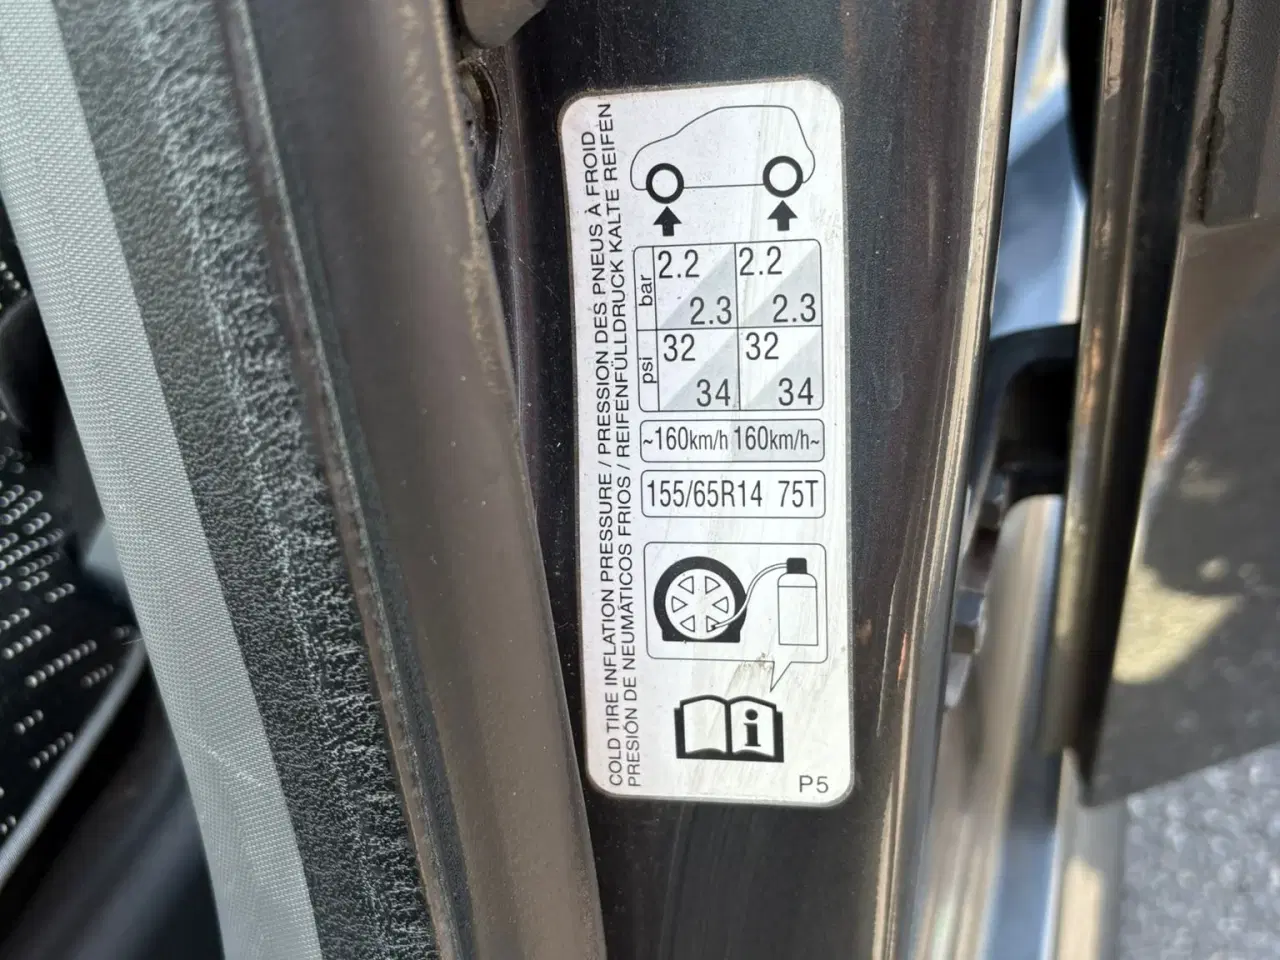 COLD TIRE INFLATION PRESSURE / PRESSION DES PNEUS À FROID
PRESIÓN DE NEUMÁTICOS FRIOS / REIFENFÜLLDRUCK KALTE REIFEN
bar 2.2 2.2
2.3 2.3
psi 32 32
34 34
~160km/h 160km/h~
155/65R14 75T
i
P5